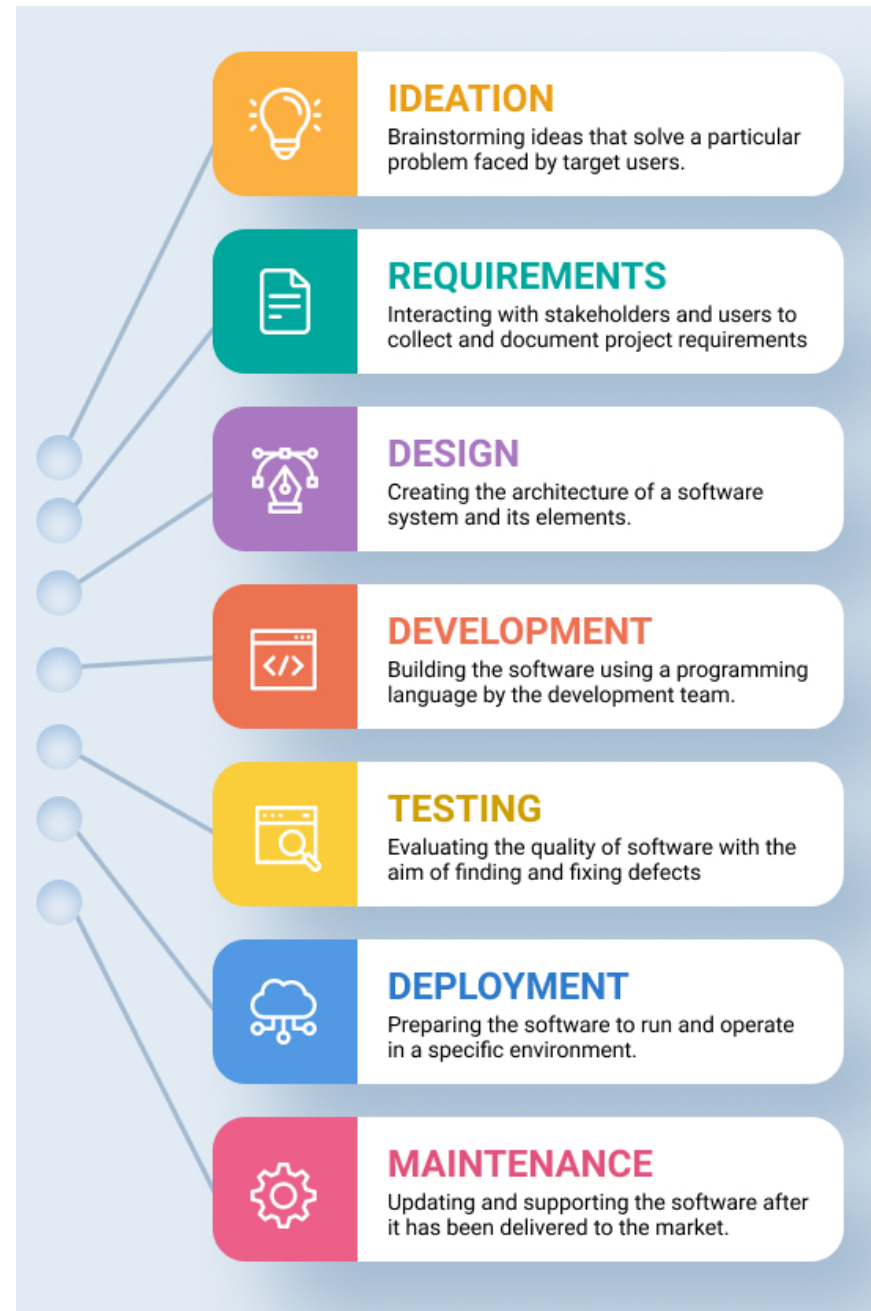 IDEATION
Brainstorming ideas that solve a particular
problem faced by target users.
REQUIREMENTS
Interacting with stakeholders and users to
collect and document project requirements
DESIGN
Creating the architecture of a software
system and its elements.
DEVELOPMENT
Building the software using a programming
language by the development team.
TESTING
Evaluating the quality of software with the
aim of finding and fixing defects
DEPLOYMENT
Preparing the software to run and operate
in a specific environment.
MAINTENANCE
Updating and supporting the software after
it has been delivered to the market.